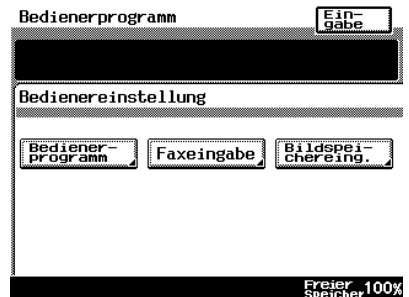 Bedienerprogramm
Ein-
gabe
Bedienereinstellung
Bediener-
programm
Faxeingabe
Bildspei-
chereing.
Freier
Speicher 100%